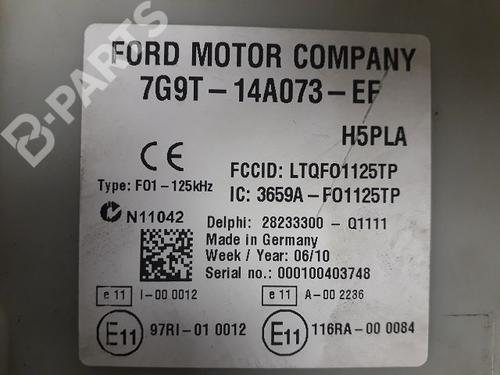 FORD MOTOR COMPANY
7G9T-14A073-EF
H5PLA
CE
FCCID: LTQFO1125TP
Type: F01-125kHz
IC: 3659A-FO1125TP
N11042
Delphi: 28233300-Q1111
Made in Germany
Week / Year: 06/10
Serial no.: 000100403748
e 11 I-00 0012
e 11 A-00 2236
E11 97RI-01 0012
E11 116RA-00 0084
B-PARTS